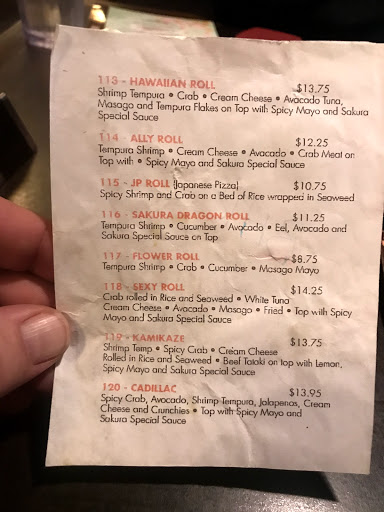 113 - HAWAIIAN ROLL $13.75
Shrimp Tempura • Crab • Cream Cheese • Avocado Tuna,
Masago and Tempura Flakes on Top with Spicy Mayo and Sakura
Special Sauce
114 - ALLY ROLL $12.25
Tempura Shrimp • Cream Cheese • Avocado • Crab Meat on
Top with • Spicy Mayo and Sakura Special Sauce
115 - JP ROLL (Japanese Pizza) $10.75
Spicy Shrimp and Crab on a Bed of Rice wrapped in Seaweed
116 - SAKURA DRAGON ROLL $11.25
Tempura Shrimp • Cucumber • Avocado • Eel, Avocado and
Sakura Special Sauce on Tap
117 - FLOWER ROLL $8.75
Tempura Shrimp • Crab • Cucumber • Masago Mayo
118 - SEXY ROLL $14.25
Crab rolled in Rice and Seaweed • White Tuna
Cream Cheese • Avocado • Masago • Fried • Top with Spicy
Mayo and Sakura Special Sauce
119 - KAMIKAZE $13.75
Shrimp Temp • Spicy Crab • Cream Cheese
Rolled in Rice and Seaweed • Beef Tataki on top with Lemon,
Spicy Mayo and Sakura Special Sauce
120 - CADILLAC $13.95
Spicy Crab, Avocado, Shrimp Tempura, Jalapenos, Cream
Cheese and Crunchies • Top with Spicy Mayo and
Sakura Special Sauce